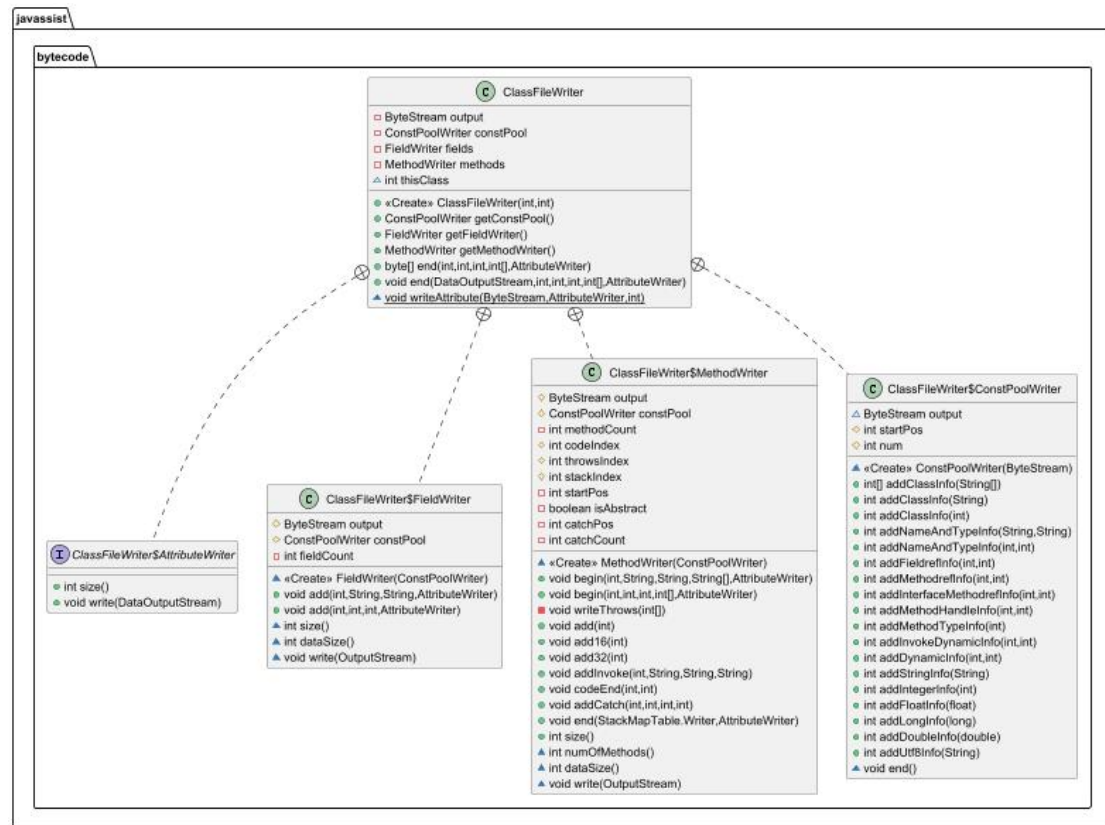 javassist
bytecode
C ClassFileWriter
ByteStream output
ConstPoolWriter constPool
FieldWriter fields
MethodWriter methods
int thisClass
«Create» ClassFileWriter(int,int)
ConstPoolWriter getConstPool()
FieldWriter getFieldWriter()
MethodWriter getMethodWriter()
byte[] end(int,int,int,int[],AttributeWriter)
void end(DataOutputStream,int,int,int,int[],AttributeWriter)
void writeAttribute(ByteStream,AttributeWriter,int)
I ClassFileWriter$AttributeWriter
int size()
void write(DataOutputStream)
C ClassFileWriter$FieldWriter
ByteStream output
ConstPoolWriter constPool
int fieldCount
«Create» FieldWriter(ConstPoolWriter)
void add(int,String,String,AttributeWriter)
void add(int,int,int,AttributeWriter)
int size()
int dataSize()
void write(OutputStream)
C ClassFileWriter$MethodWriter
ByteStream output
ConstPoolWriter constPool
int methodCount
int codeIndex
int throwsIndex
int stackIndex
int startPos
boolean isAbstract
int catchPos
int catchCount
«Create» MethodWriter(ConstPoolWriter)
void begin(int,String,String,String[],AttributeWriter)
void begin(int,int,int,int[],AttributeWriter)
void writeThrows(int[])
void add(int)
void add16(int)
void add32(int)
void addInvoke(int,String,String,String)
void codeEnd(int,int)
void addCatch(int,int,int,int)
void end(StackMapTable.Writer,AttributeWriter)
int size()
int numOfMethods()
int dataSize()
void write(OutputStream)
C ClassFileWriter$ConstPoolWriter
ByteStream output
int startPos
int num
«Create» ConstPoolWriter(ByteStream)
int[] addClassInfo(String[])
int addClassInfo(String)
int addClassInfo(int)
int addNameAndTypeInfo(String,String)
int addNameAndTypeInfo(int,int)
int addFieldrefInfo(int,int)
int addMethodrefInfo(int,int)
int addInterfaceMethodrefInfo(int,int)
int addMethodHandleInfo(int,int)
int addMethodTypeInfo(int)
int addInvokeDynamicInfo(int,int)
int addDynamicInfo(int,int)
int addStringInfo(String)
int addIntegerInfo(int)
int addFloatInfo(float)
int addLongInfo(long)
int addDoubleInfo(double)
int addUtf8Info(String)
void end()